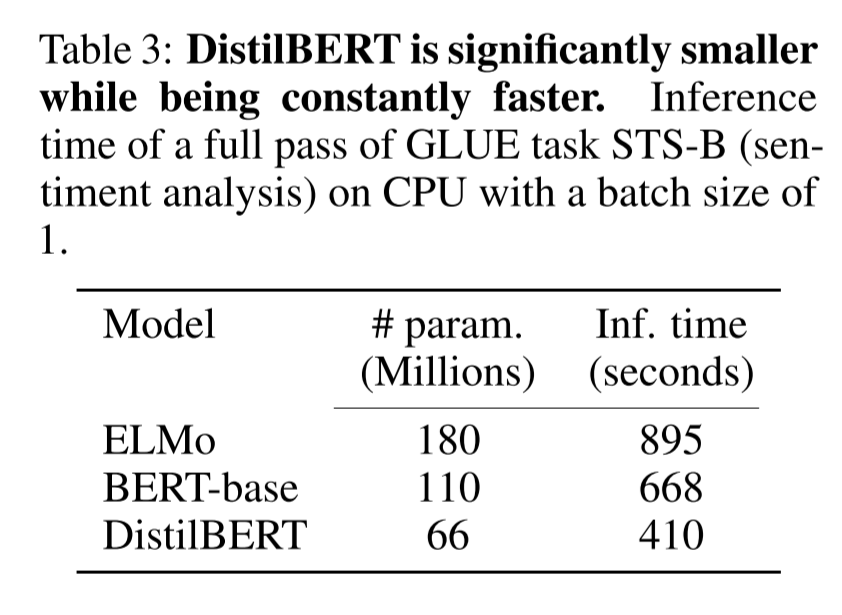 Table 3: DistilBERT is significantly smaller
while being constantly faster. Inference
time of a full pass of GLUE task STS-B (sen-
timent analysis) on CPU with a batch size of
1.
Model # param. Inf. time
(Millions) (seconds)
ELMo 180 895
BERT-base 110 668
DistilBERT 66 410